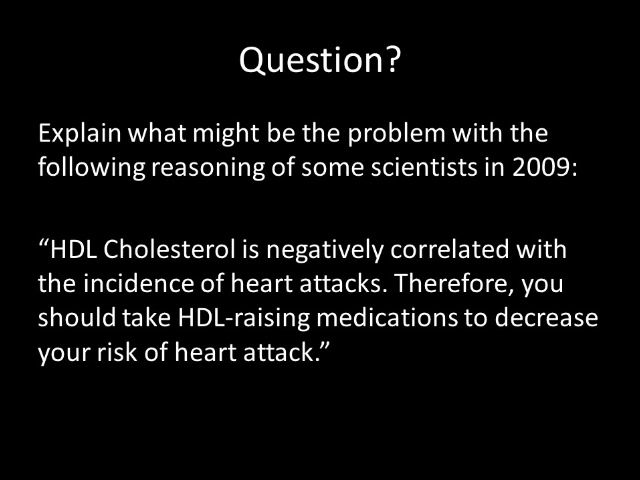 Question?
Explain what might be the problem with the
following reasoning of some scientists in 2009:
“HDL Cholesterol is negatively correlated with
the incidence of heart attacks. Therefore, you
should take HDL-raising medications to decrease
your risk of heart attack.”